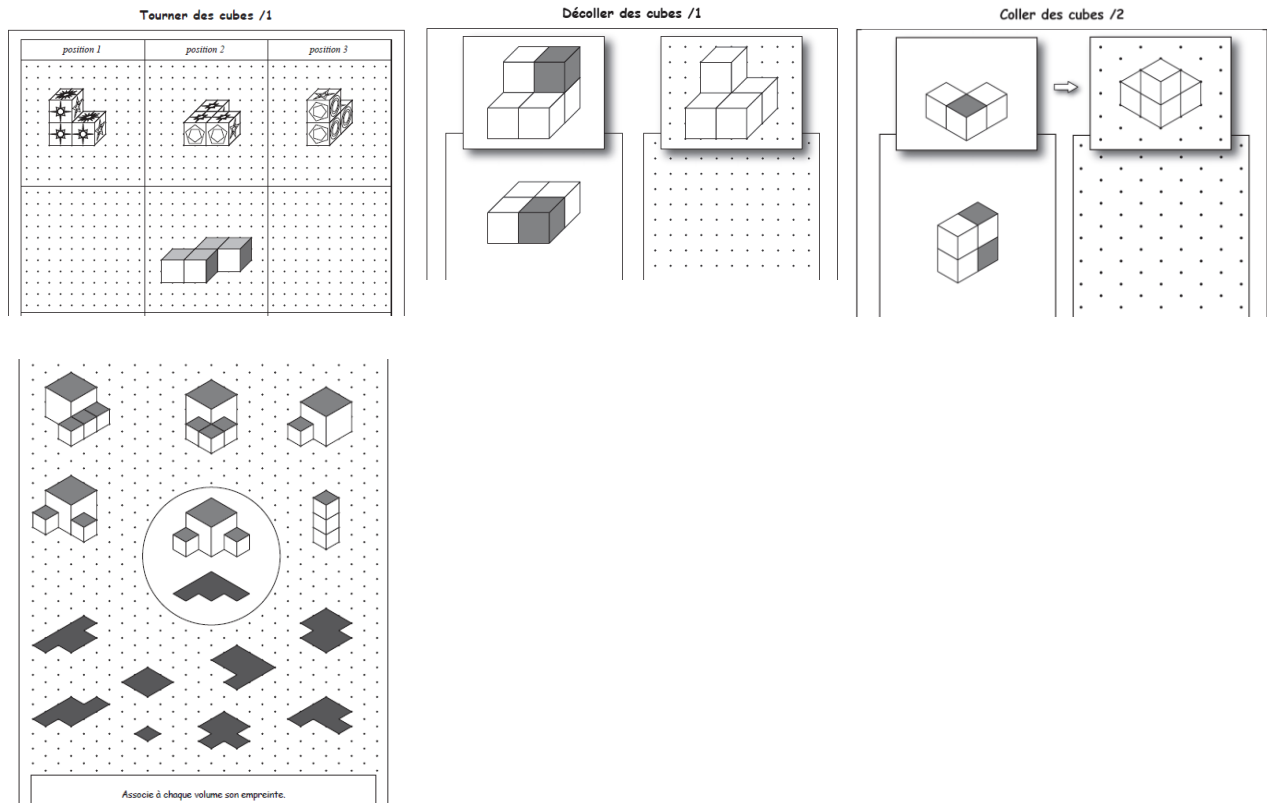 Tourner des cubes /1
position 1
position 2
position 3
Décoller des cubes /1
Coller des cubes /2
Associe à chaque volume son empreinte.